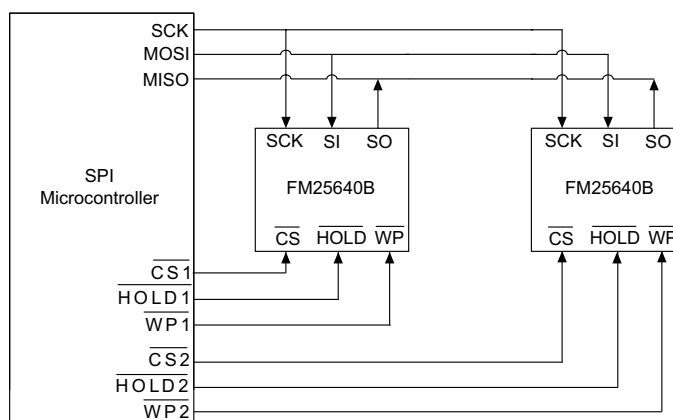 SCK
MOSI
MISO
SCK SI SO
SCK SI SO
SPI
Microcontroller
FM25640B
FM25640B
CS HOLD WP
CS HOLD WP
CS1
HOLD1
WP1
CS2
HOLD2
WP2